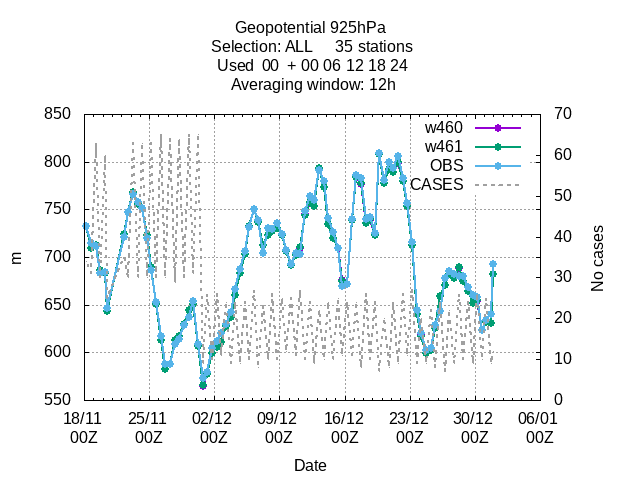 Geopotential 925hPa
Selection: ALL 35 stations
Used 00 + 00 06 12 18 24
Averaging window: 12h
850
800
750
700
650
600
550
m
70
60
50
40
30
20
10
0
No cases
w460
w461
OBS
CASES
18/11 25/11 02/12 09/12 16/12 23/12 30/12 06/01
00Z 00Z 00Z 00Z 00Z 00Z 00Z 00Z
Date